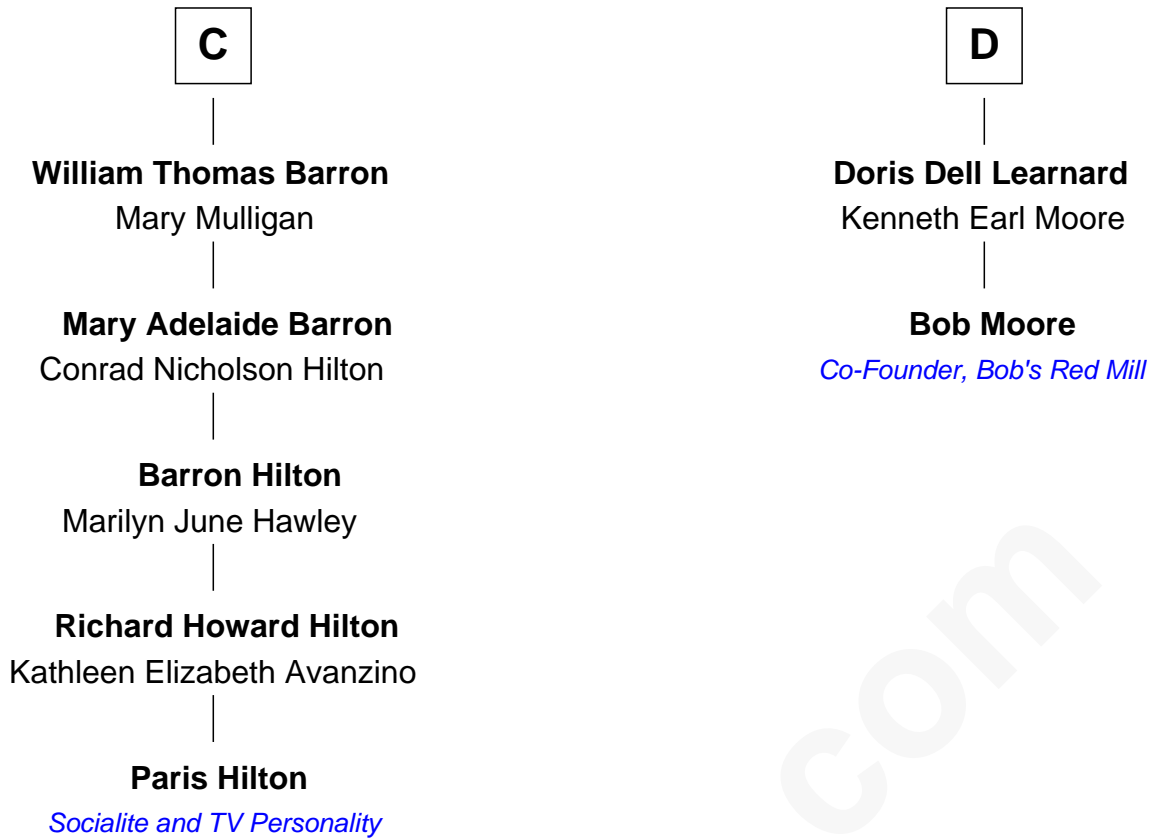 C
William Thomas Barron
Mary Mulligan
Mary Adelaide Barron
Conrad Nicholson Hilton
Barron Hilton
Marilyn June Hawley
Richard Howard Hilton
Kathleen Elizabeth Avanzino
Paris Hilton
Socialite and TV Personality
D
Doris Dell Learnard
Kenneth Earl Moore
Bob Moore
Co-Founder, Bob's Red Mill
com